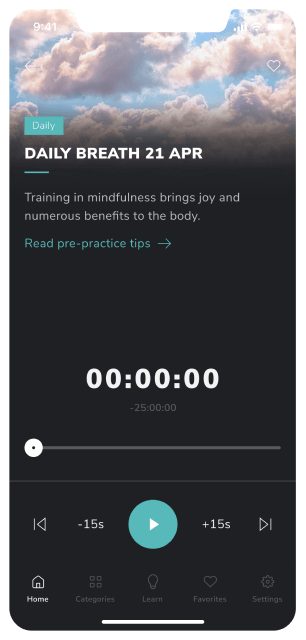 9:41
Daily
DAILY BREATH 21 APR
Training in mindfulness brings joy and
numerous benefits to the body.
Read pre-practice tips
00:00:00
-25:00:00
-15s
+15s
Home Categories Learn Favorites Settings